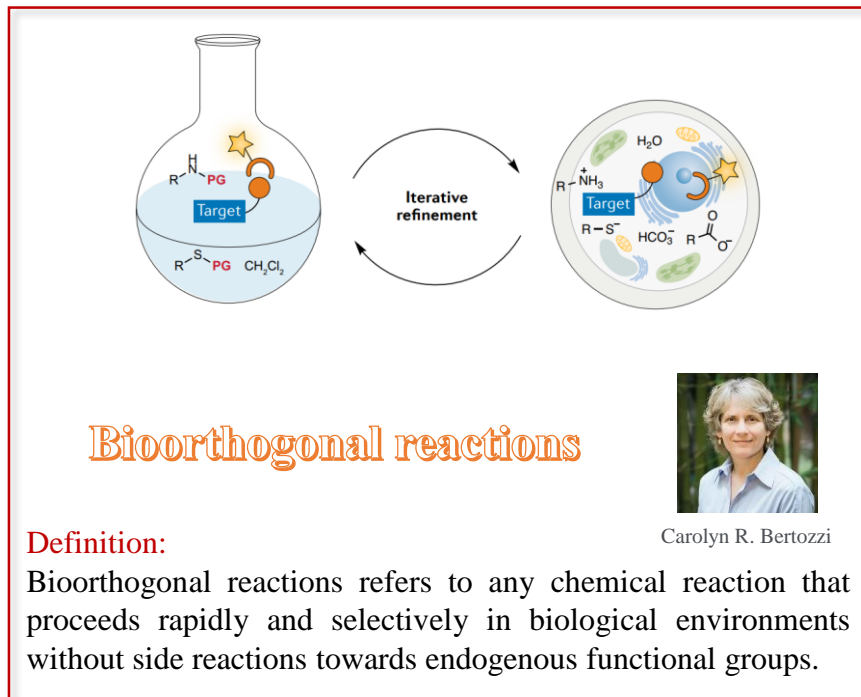 H
N
R
PG
Target
S
R
PG
CH2Cl2
Iterative
refinement
H2O
+
R
NH3
Target
R–S−
HCO3−
O
R
O−
Bioorthogonal reactions
Carolyn R. Bertozzi
Definition:
Bioorthogonal reactions refers to any chemical reaction that
proceeds rapidly and selectively in biological environments
without side reactions towards endogenous functional groups.